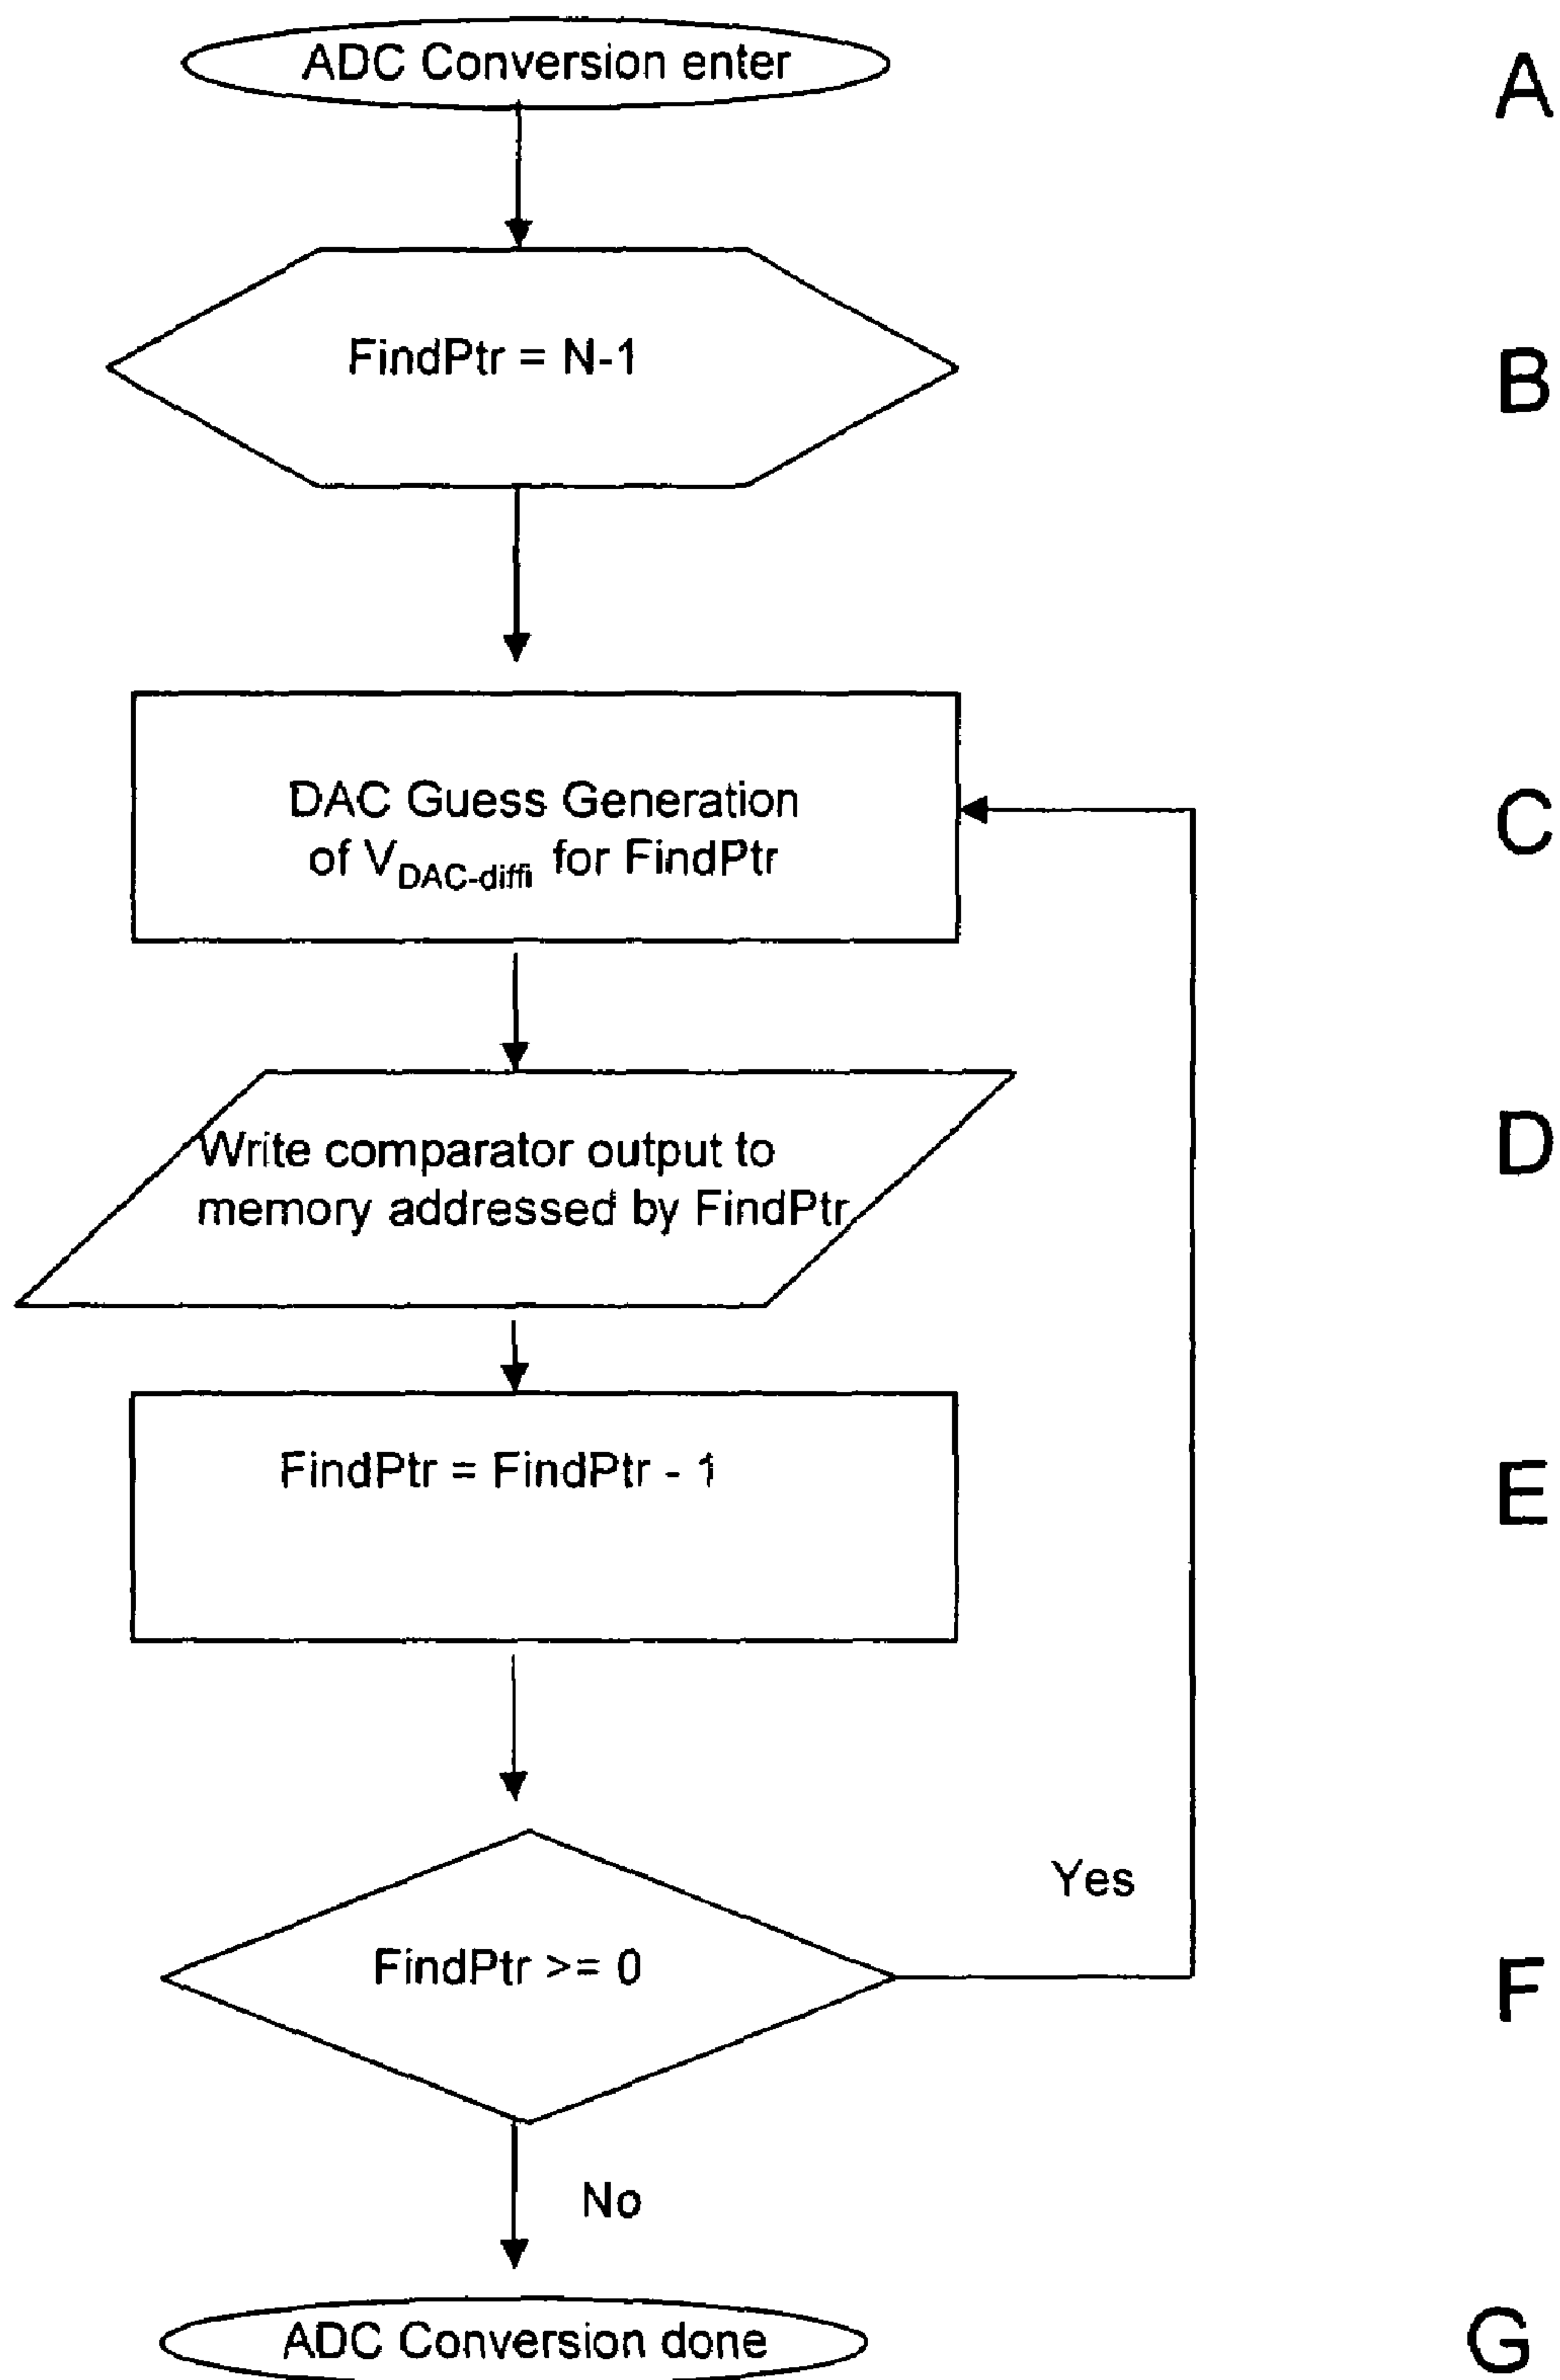 ADC Conversion enter
A
FindPtr = N-1
B
DAC Guess Generation
of V_DAC-diffi for FindPtr
C
Write comparator output to
memory addressed by FindPtr
D
FindPtr = FindPtr - 1
E
Yes
FindPtr >= 0
F
No
ADC Conversion done
G